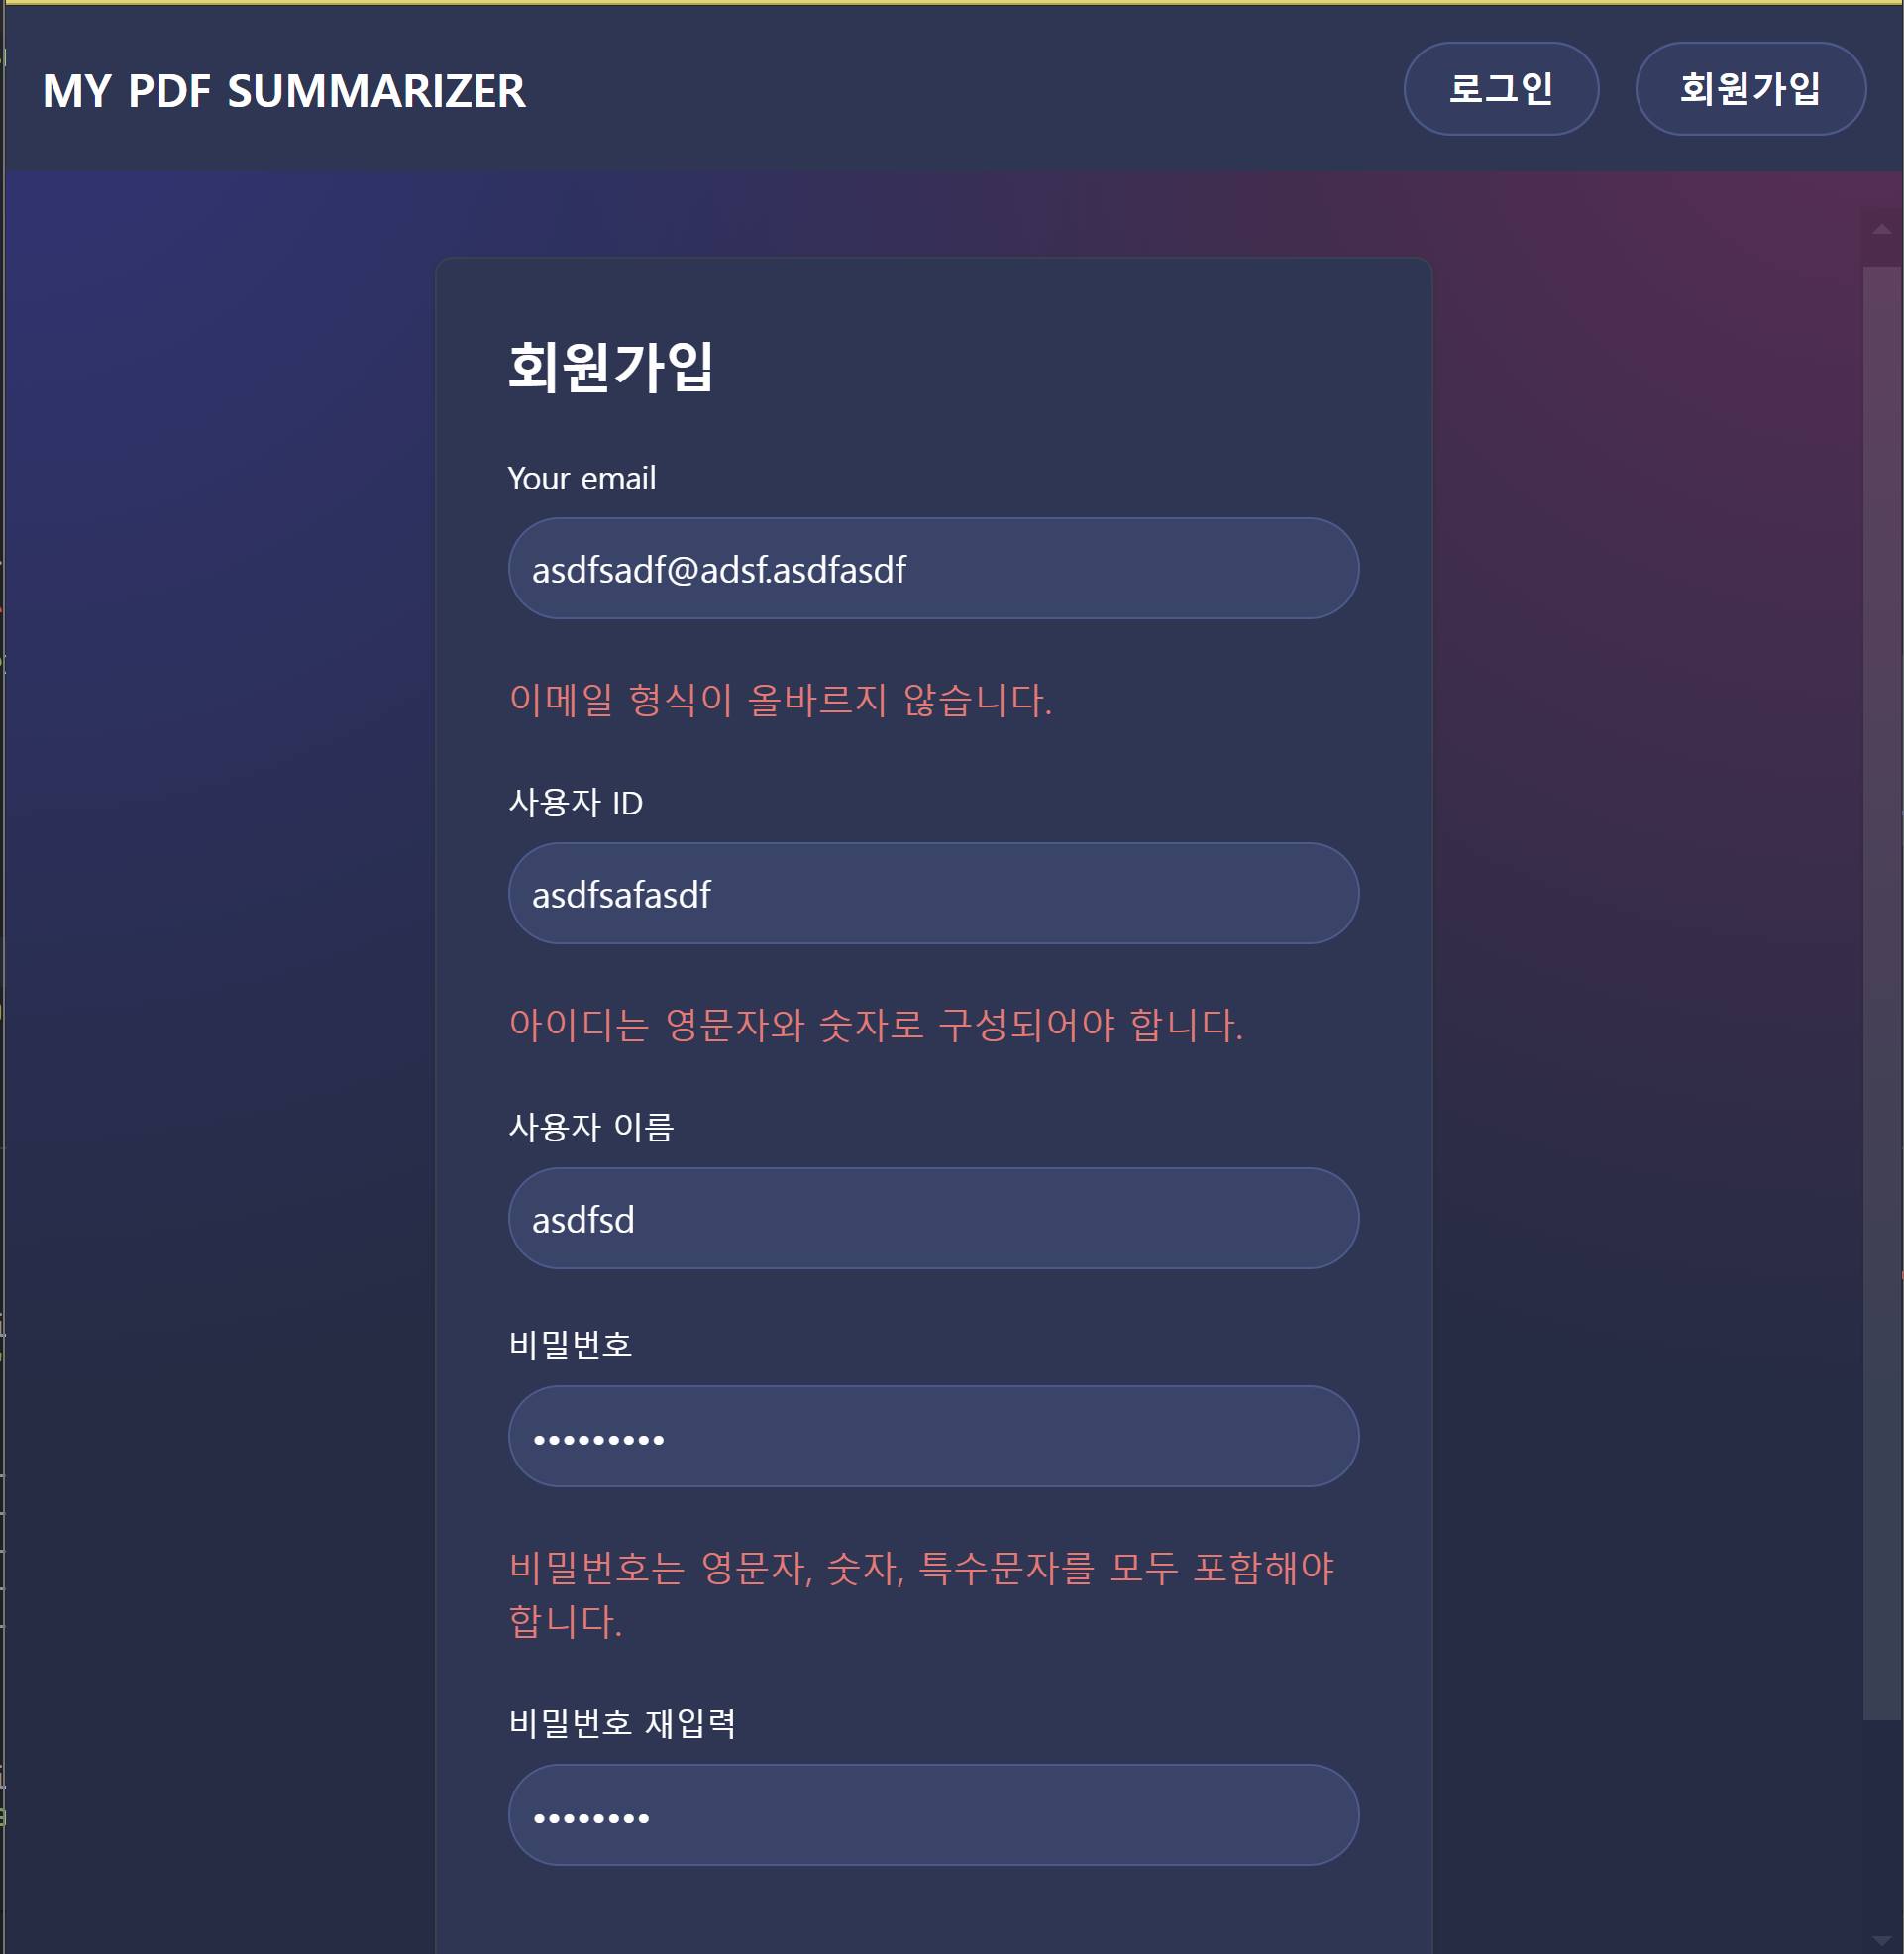 MY PDF SUMMARIZER
로그인
회원가입
회원가입
Your email
asdfsadf@adsf.asdfasdf
이메일 형식이 올바르지 않습니다.
사용자 ID
asdfsafasdf
아이디는 영문자와 숫자로 구성되어야 합니다.
사용자 이름
asdfsd
비밀번호
•••••••••
비밀번호는 영문자, 숫자, 특수문자를 모두 포함해야
합니다.
비밀번호 재입력
••••••••